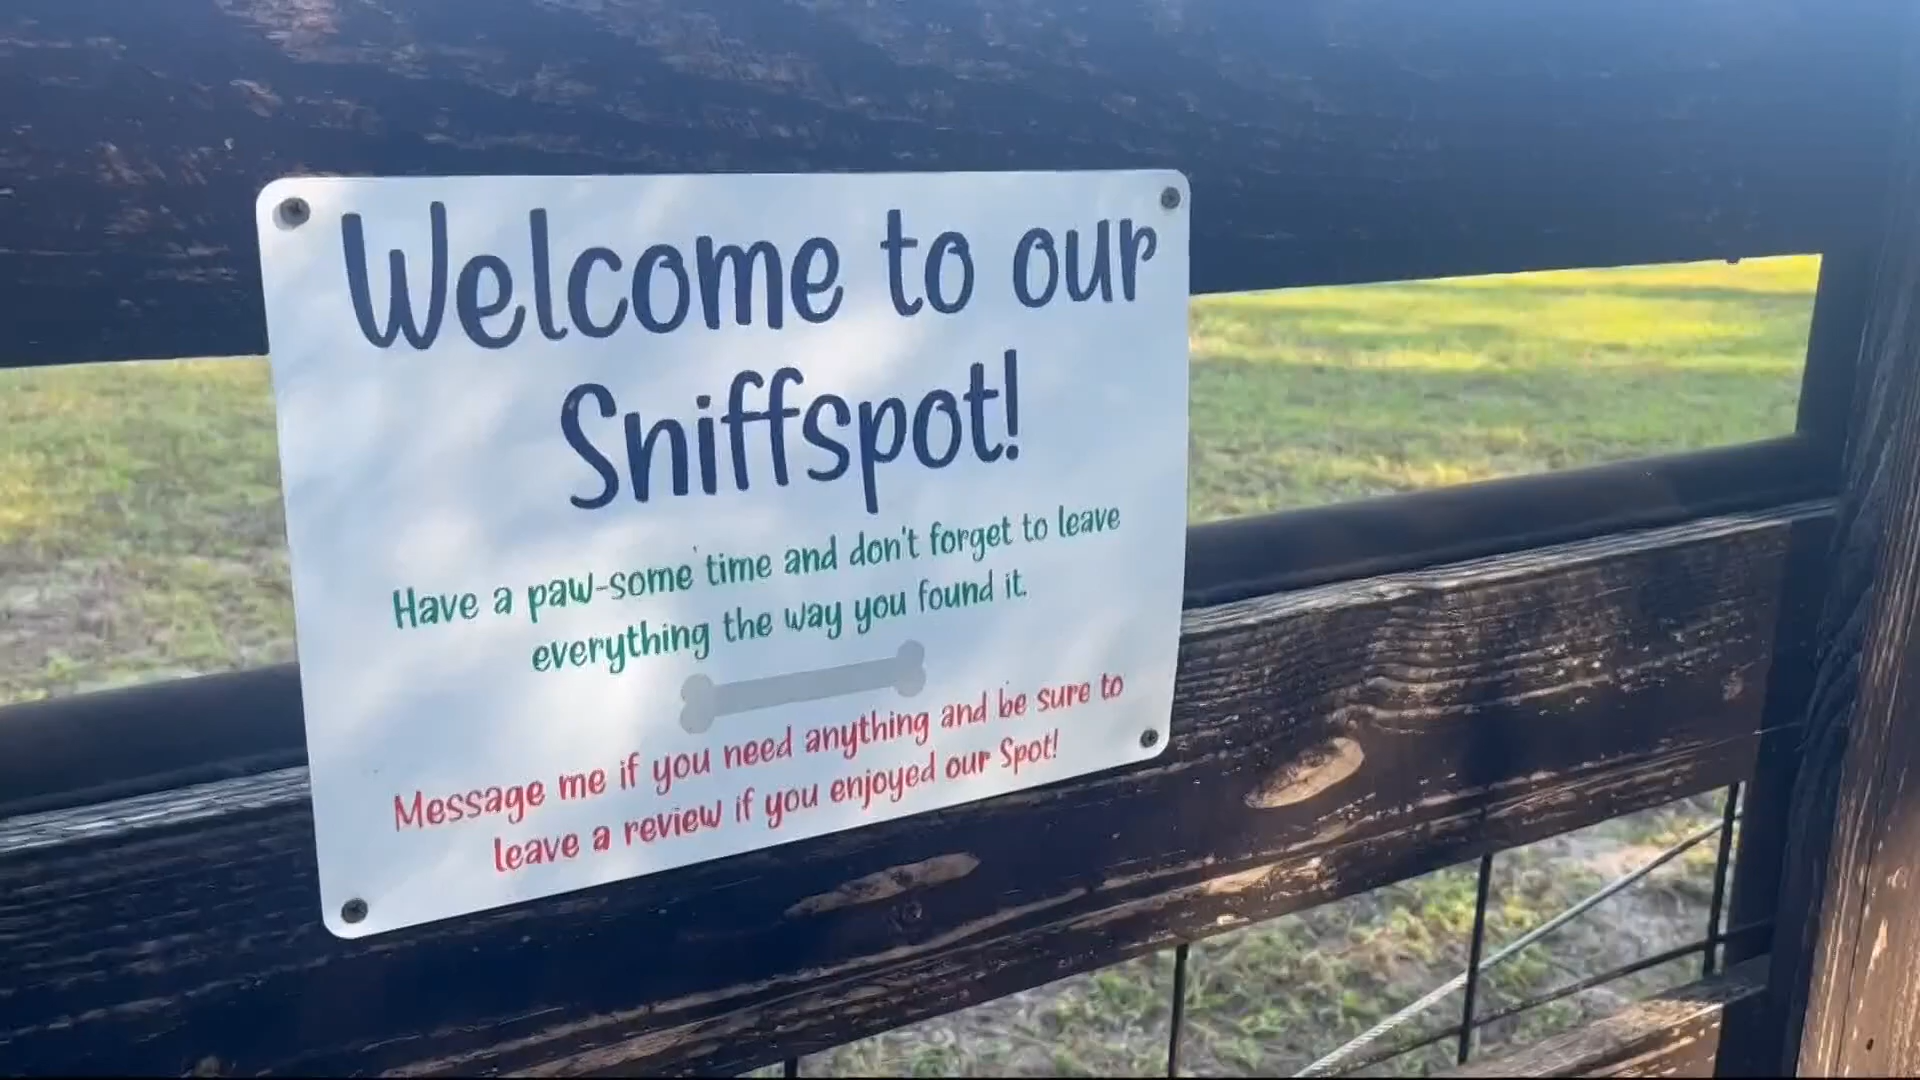 Welcome to our
Sniffspot!
Have a paw-some time and don't forget to leave
everything the way you found it.
Message me if you need anything and be sure to
leave a review if you enjoyed our Spot!